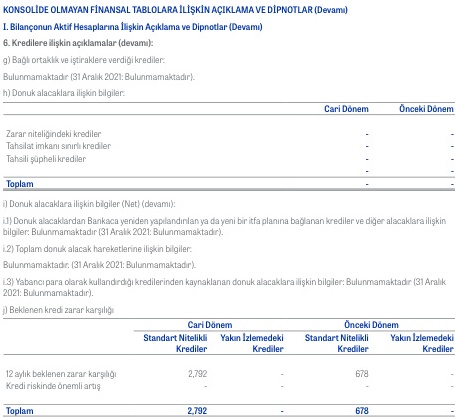 KONSOLİDE OLMAYAN FİNANSAL TABLOLARA İLİŞKİN AÇIKLAMA VE DİPNOTLAR (Devamı)
I. Bilançonun Aktif Hesaplarına İlişkin Açıklama ve Dipnotlar (Devamı)
6. Kredilere ilişkin açıklamalar (devamı):
g) Bağlı ortaklık ve iştiraklere verdiği krediler:
Bulunmamaktadır (31 Aralık 2021: Bulunmamaktadır).
h) Donuk alacaklara ilişkin bilgiler:
Cari Dönem Önceki Dönem
Zarar niteliğindeki krediler - -
Tahsilat imkanı sınırlı krediler - -
Tahsili şüpheli krediler - -
- -
Toplam - -
i) Donuk alacaklara ilişkin bilgiler (Net) (devamı):
i.1) Donuk alacaklardan Bankaca yeniden yapılandırılan ya da yeni bir itfa planına bağlanan krediler ve diğer alacaklara ilişkin
bilgiler: Bulunmamaktadır (31 Aralık 2021: Bulunmamaktadır).
i.2) Toplam donuk alacak hareketlerine ilişkin bilgiler:
Bulunmamaktadır. (31 Aralık 2021: Bulunmamaktadır).
i.3) Yabancı para olarak kullandırdığı kredilerinden kaynaklanan donuk alacaklara ilişkin bilgiler: Bulunmamaktadır (31 Aralık
2021: Bulunmamaktadır).
j) Beklenen kredi zarar karşılığı
Cari Dönem Önceki Dönem
Standart Nitelikli Yakın İzlemedeki Standart Nitelikli Yakın İzlemedeki
Krediler Krediler Krediler Krediler
12 aylık beklenen zarar karşılığı 2,792 - 678 -
Kredi riskinde önemli artış - - - -
Toplam 2,792 - 678 -